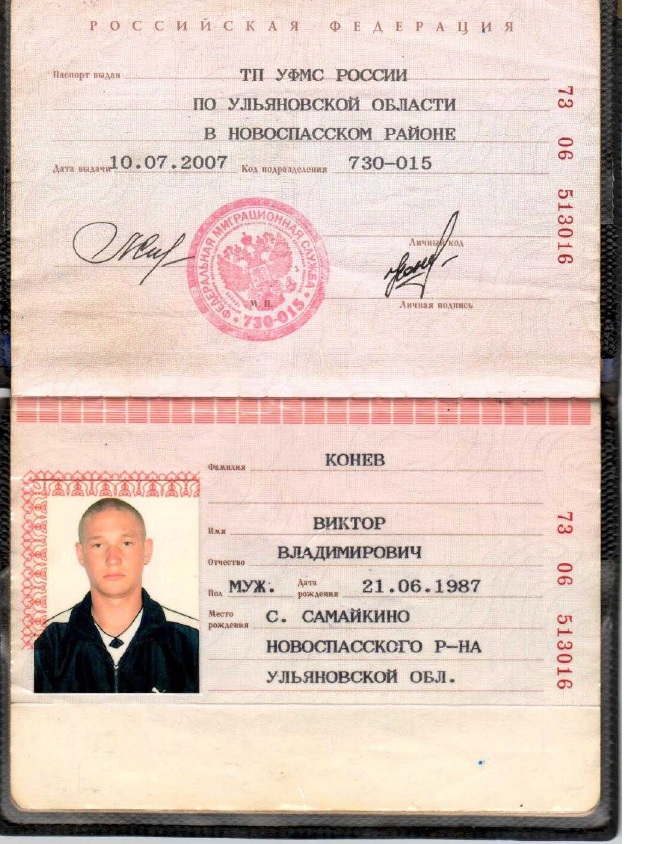 РОССИЙСКАЯ ФЕДЕРАЦИЯ
Паспорт выдан ТП УФМС РОССИИ
ПО УЛЬЯНОВСКОЙ ОБЛАСТИ
В НОВОСПАССКОМ РАЙОНЕ
Дата выдачи 10.07.2007 Код подразделения 730-015
73 06 513016
Личный код
ФЕДЕРАЛЬНАЯ МИГРАЦИОННАЯ СЛУЖБА
М. П.
730-015
Личная подпись
Фамилия КОНЕВ
Имя ВИКТОР
Отчество ВЛАДИМИРОВИЧ
Пол МУЖ. Дата рождения 21.06.1987
Место рождения С. САМАЙКИНО
НОВОСПАССКОГО Р-НА
УЛЬЯНОВСКОЙ ОБЛ.
73 06 513016